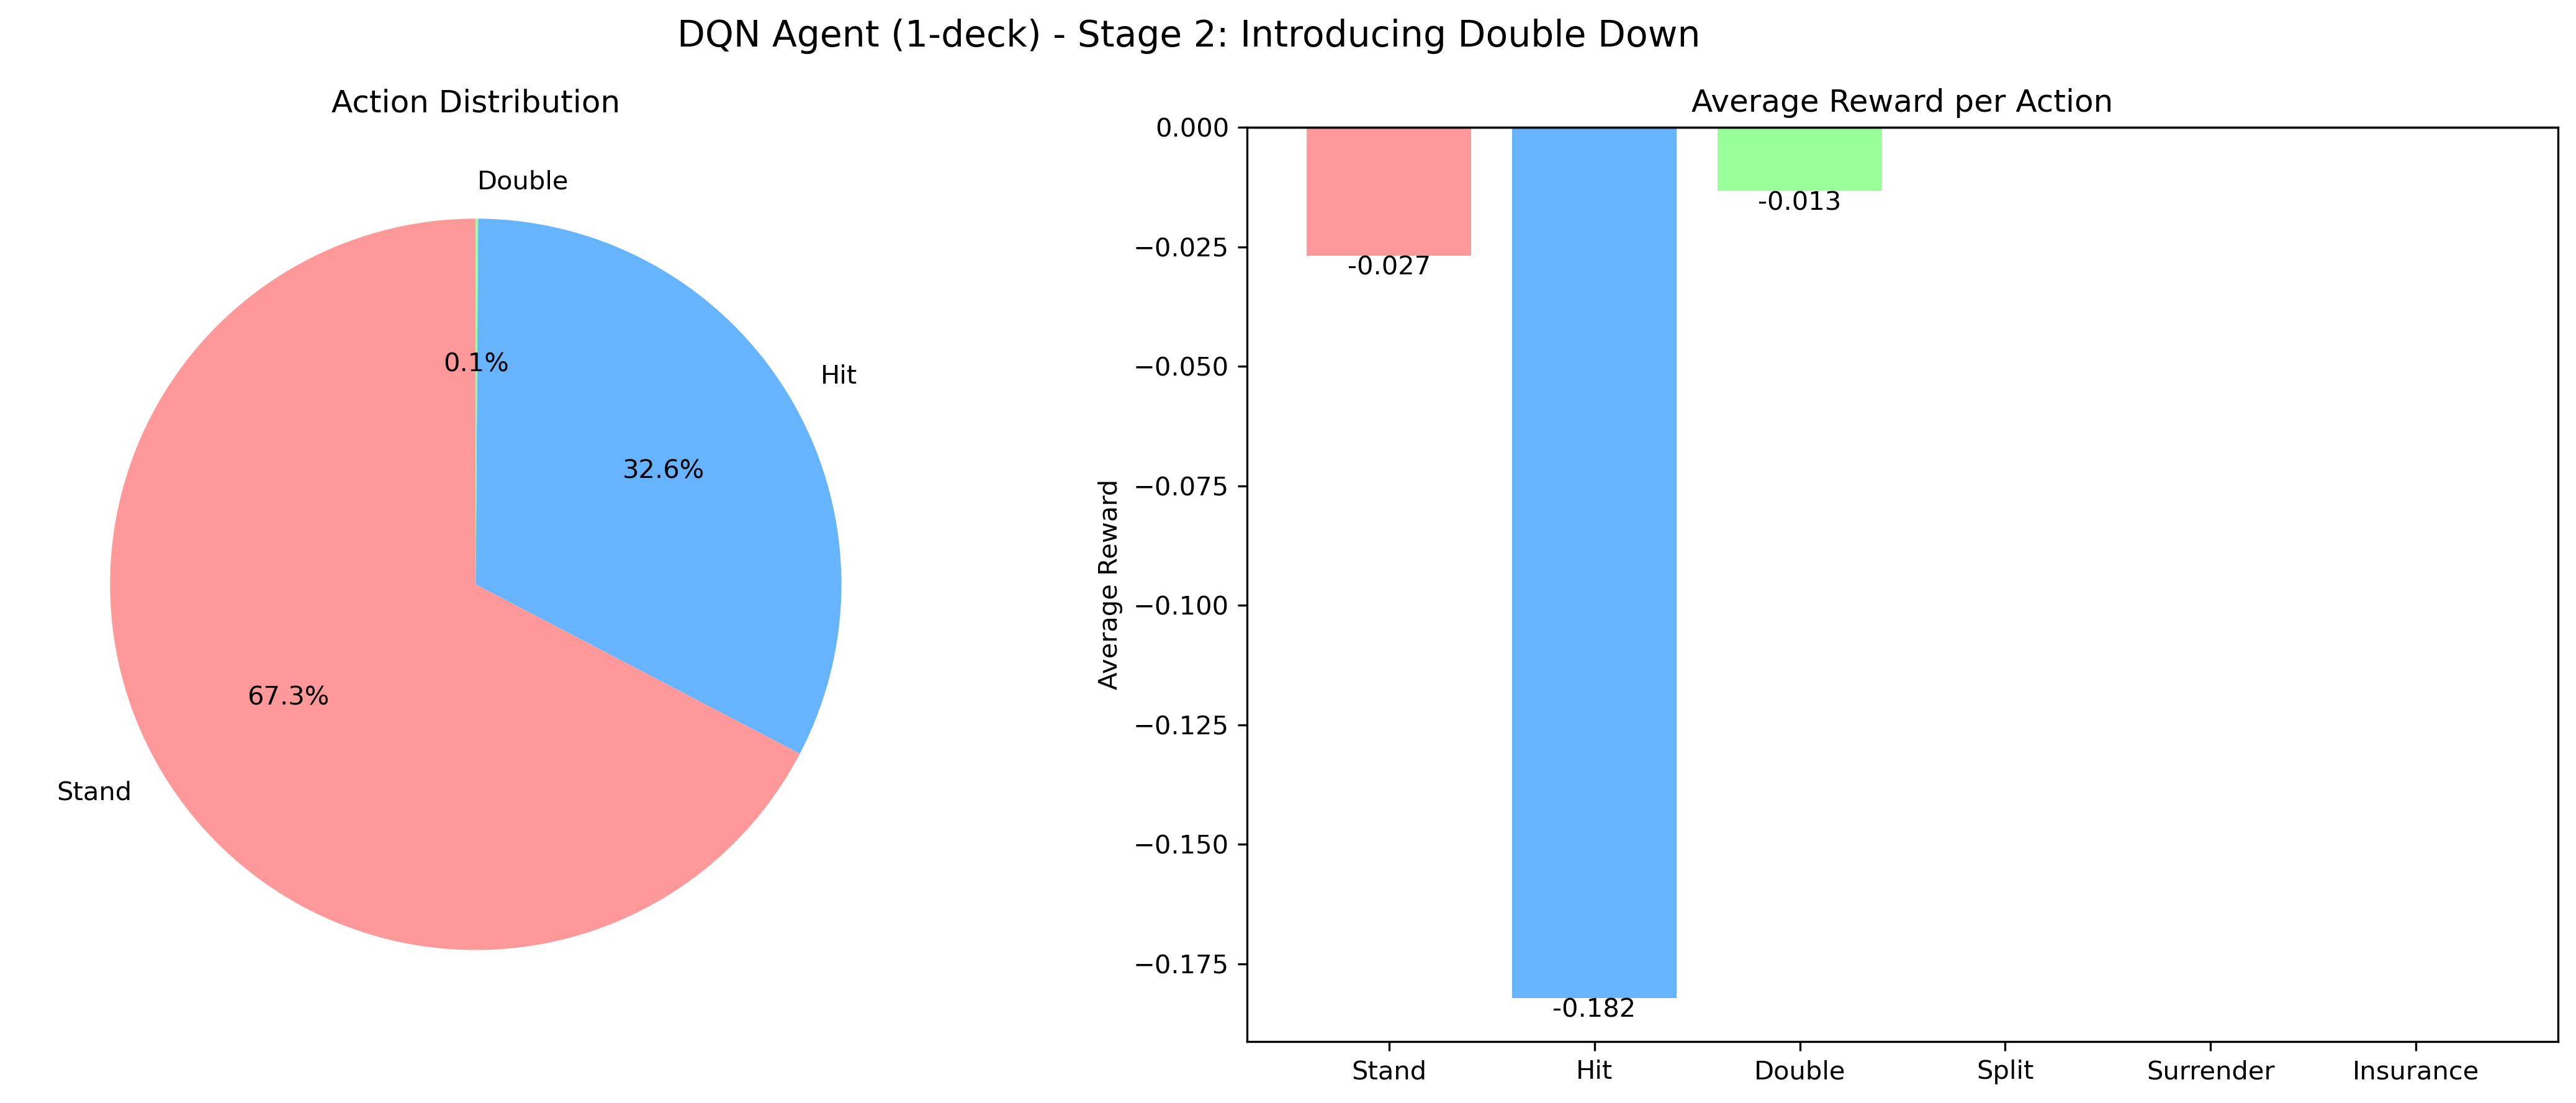 DQN Agent (1-deck) - Stage 2: Introducing Double Down
Action Distribution
Double
0.1%
Hit
32.6%
67.3%
Stand
Average Reward per Action
0.000
−0.025
−0.050
−0.075
−0.100
−0.125
−0.150
−0.175
Average Reward
-0.027
-0.182
-0.013
Stand
Hit
Double
Split
Surrender
Insurance